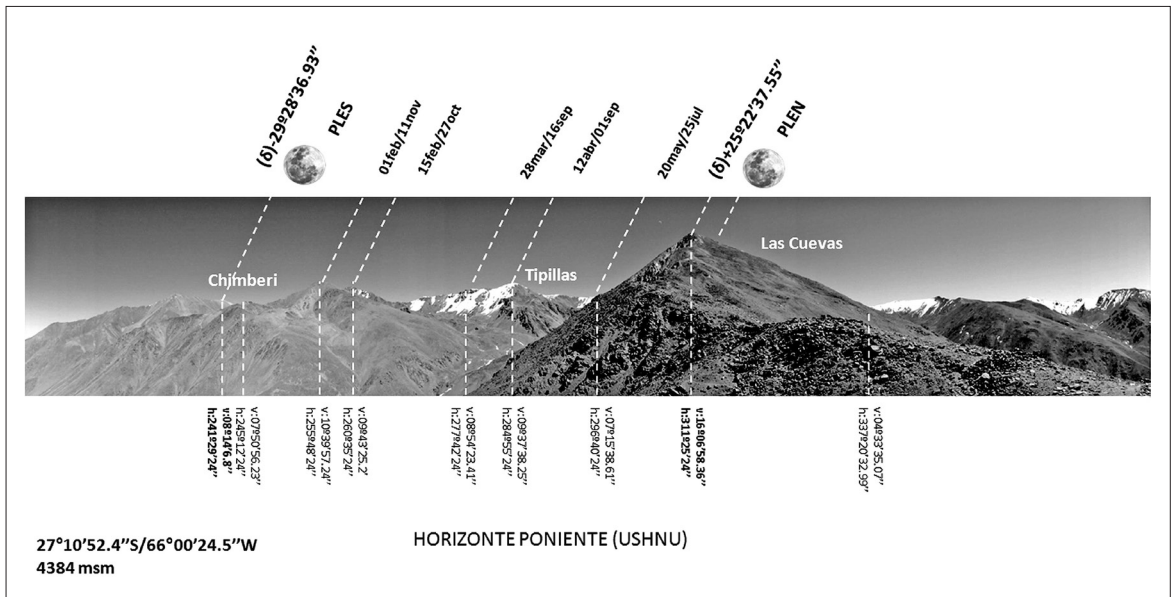 (δ)-29º28’36.93”
PLES
01feb/11nov
15feb/27oct
28mar/16sep
12abr/01sep
20may/25jul
(δ)+25º22’37.55”
PLEN
Chimberi
Tipillas
Las Cuevas
v:08º14’6.8”
h:241º29’24”
v:07º50’56.23”
h:245º12’24”
v:10º39’57.24”
h:255º48’24”
v:09º43’25.2’
h:260º35’24”
v:08º54’23.41”
h:277º42’24”
v:09º37’38.25”
h:284º55’24”
v:07º15’38.61”
h:296º40’24”
v:16º06’58.36”
h:311º25’24”
v:04º33’35.07”
h:337º20’32.99”
HORIZONTE PONIENTE (USHNU)
27°10’52.4”S/66°00’24.5”W
4384 msm